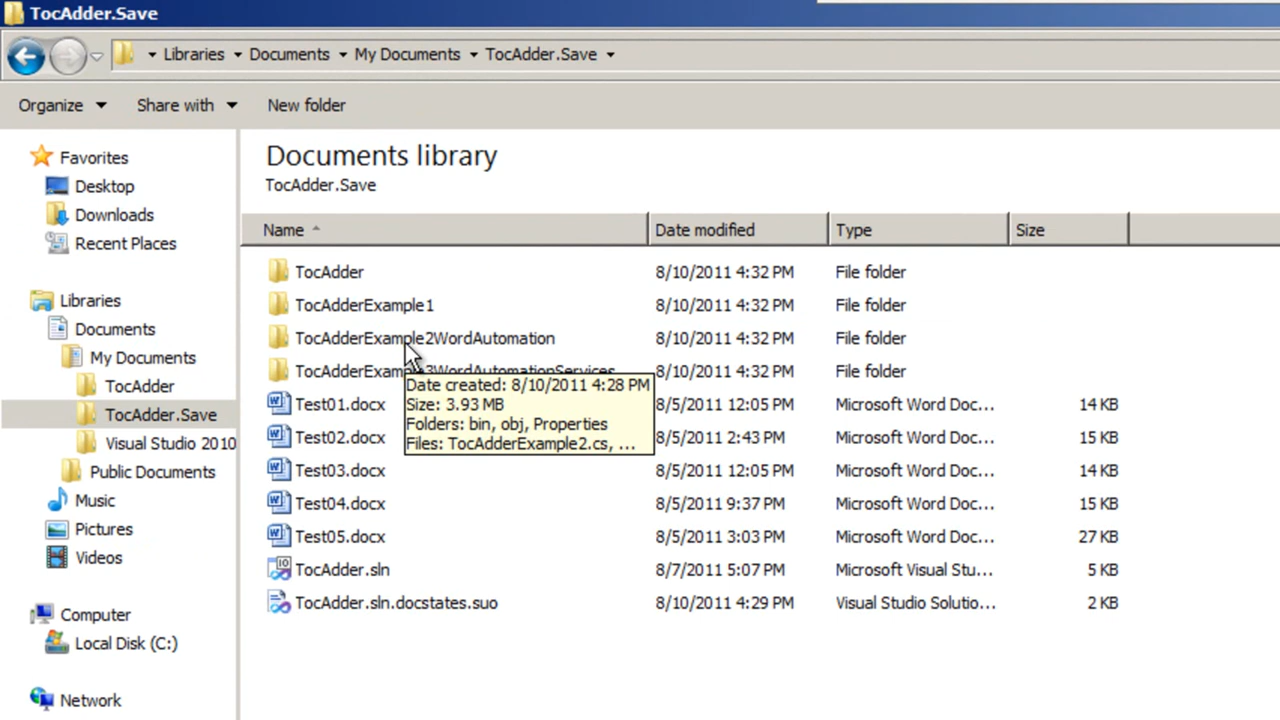 TocAdder.Save
Libraries Documents My Documents TocAdder.Save
Organize Share with New folder
Favorites
Desktop
Downloads
Recent Places
Libraries
Documents
My Documents
TocAdder
TocAdder.Save
Visual Studio 2010
Public Documents
Music
Pictures
Videos
Computer
Local Disk (C:)
Network
Documents library
TocAdder.Save
Name Date modified Type Size
TocAdder 8/10/2011 4:32 PM File folder
TocAdderExample1 8/10/2011 4:32 PM File folder
TocAdderExample2WordAutomation 8/10/2011 4:32 PM File folder
TocAdderExample3WordAutomationServices 8/10/2011 4:32 PM File folder
Date created: 8/10/2011 4:28 PM
Size: 3.93 MB
Folders: bin, obj, Properties
Files: TocAdderExample2.cs, ...
Test01.docx 8/5/2011 12:05 PM Microsoft Word Doc... 14 KB
Test02.docx 8/5/2011 2:43 PM Microsoft Word Doc... 15 KB
Test03.docx 8/5/2011 12:05 PM Microsoft Word Doc... 14 KB
Test04.docx 8/5/2011 9:37 PM Microsoft Word Doc... 15 KB
Test05.docx 8/5/2011 3:03 PM Microsoft Word Doc... 27 KB
TocAdder.sln 8/7/2011 5:07 PM Microsoft Visual Stu... 5 KB
TocAdder.sln.docstates.suo 8/10/2011 4:29 PM Visual Studio Solutio... 2 KB